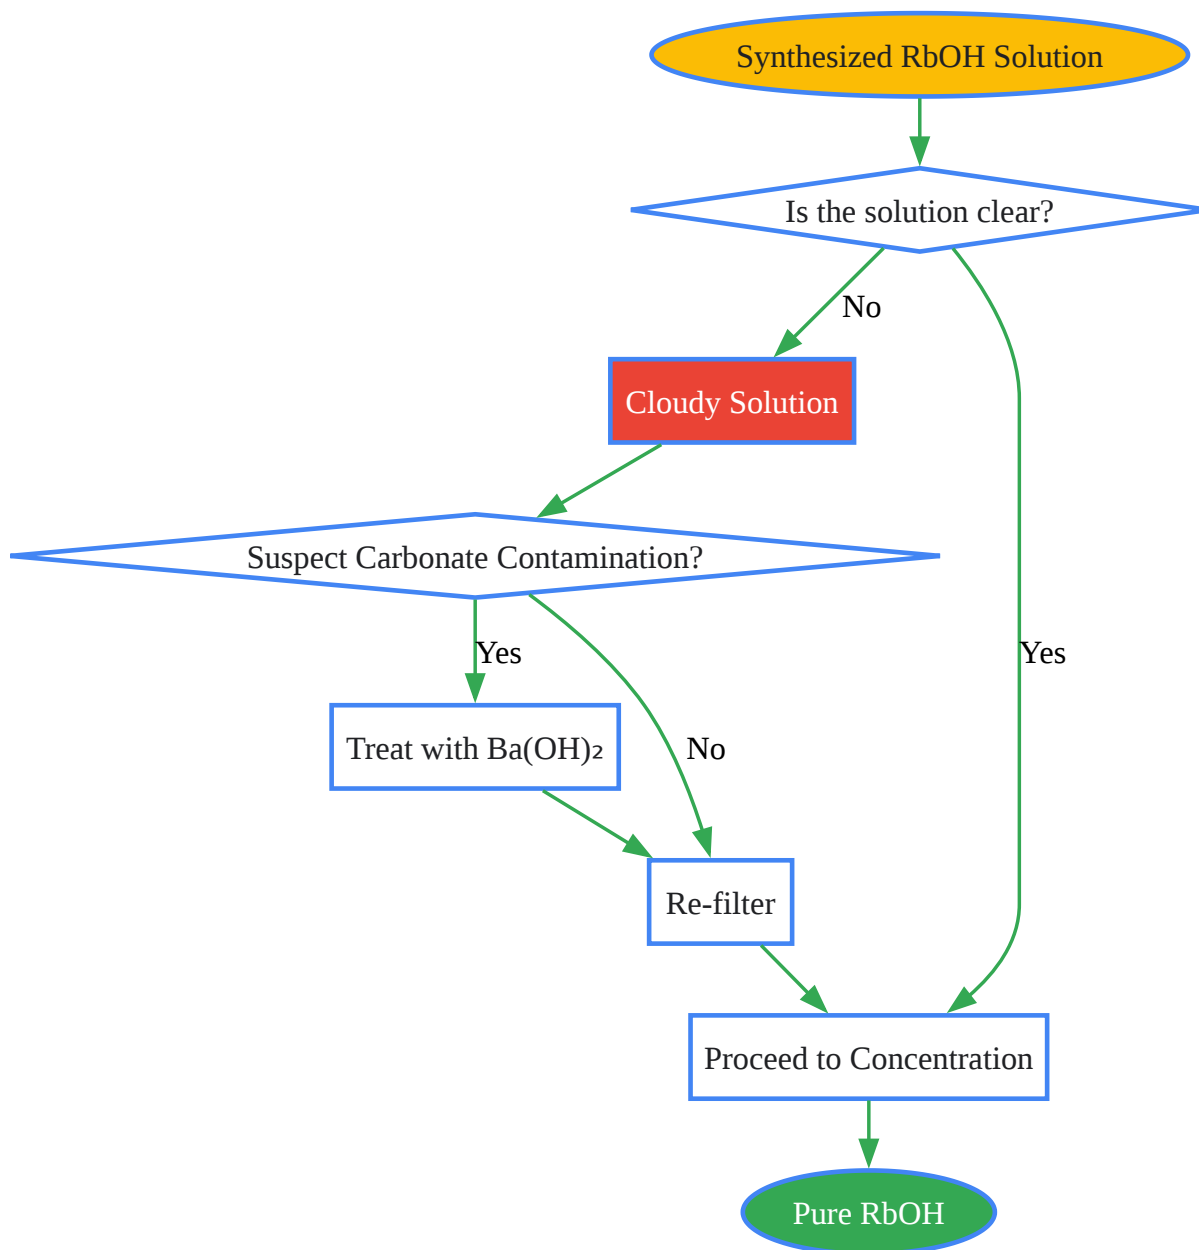 Synthesized RbOH Solution
Is the solution clear?
No
Cloudy Solution
Suspect Carbonate Contamination?
Yes
Yes
Treat with Ba(OH)₂
No
Re-filter
Proceed to Concentration
Pure RbOH